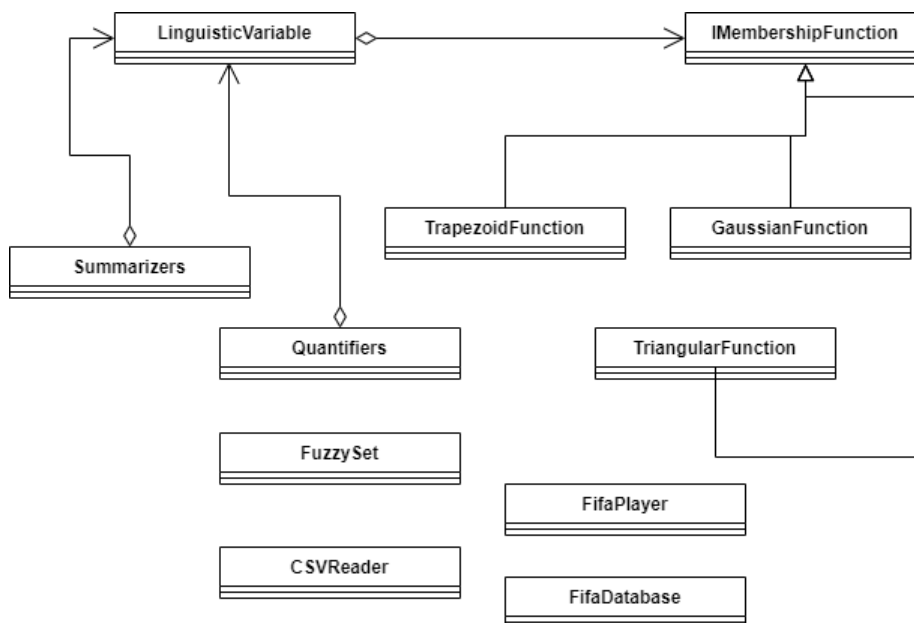 LinguisticVariable
IMembershipFunction
TrapezoidFunction
GaussianFunction
Summarizers
Quantifiers
TriangularFunction
FuzzySet
FifaPlayer
CSVReader
FifaDatabase